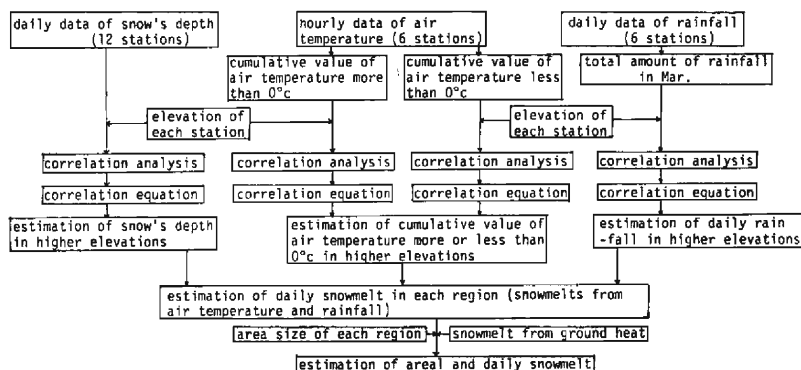 daily data of snow's depth
(12 stations)
hourly data of air
temperature (6 stations)
daily data of rainfall
(6 stations)
cumulative value of
air temperature more
than 0°c
cumulative value of
air temperature less
than 0°c
total amount of rainfall
in Mar.
elevation of
each station
elevation of
each station
correlation analysis
correlation analysis
correlation analysis
correlation analysis
correlation equation
correlation equation
correlation equation
correlation equation
estimation of snow's depth
in higher elevations
estimation of cumulative value of
air temperature more or less than
0°c in higher elevations
estimation of daily rain
-fall in higher elevations
estimation of daily snowmelt in each region (snowmelts from
air temperature and rainfall)
area size of each region
snowmelt from ground heat
estimation of areal and daily snowmelt